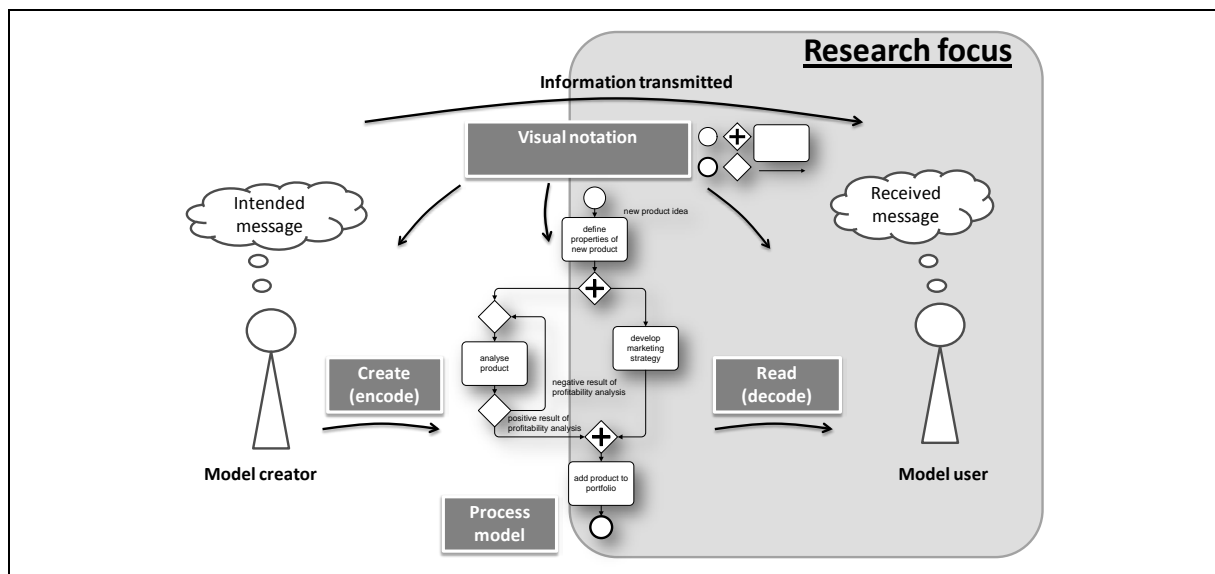 Research focus
Information transmitted
Visual notation
Intended
message
Received
message
new product idea
define
properties of
new product
develop
marketing
strategy
analyse
product
Create
(encode)
Read
(decode)
negative result of
profitability analysis
positive result of
profitability analysis
Model creator
Model user
add product to
portfolio
Process
model